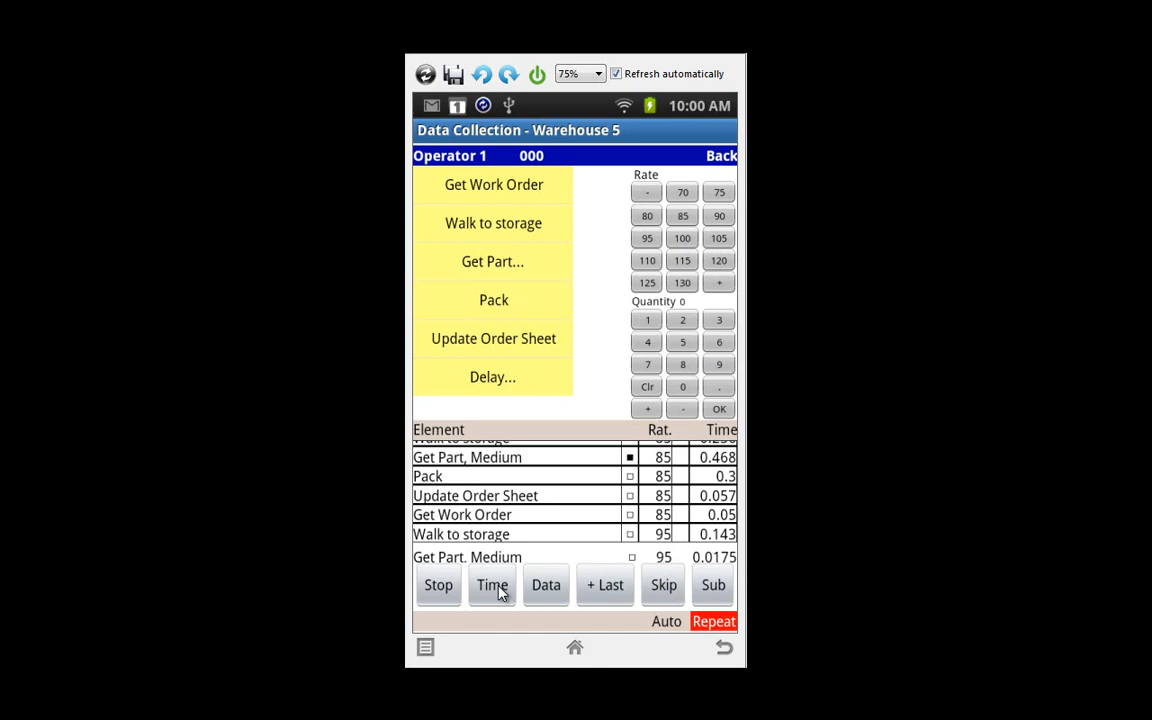 75% Refresh automatically
1 10:00 AM
Data Collection - Warehouse 5
Operator 1 000 Back
Get Work Order
Walk to storage
Get Part...
Pack
Update Order Sheet
Delay...
Rate
- 70 75
80 85 90
95 100 105
110 115 120
125 130 +
Quantity 0
1 2 3
4 5 6
7 8 9
Clr 0 .
+ - OK
Element Rat. Time
Walk to storage
Get Part, Medium 85 0.468
Pack 85 0.3
Update Order Sheet 85 0.057
Get Work Order 85 0.05
Walk to storage 95 0.143
Get Part, Medium 95 0.0175
Stop Time Data + Last Skip Sub
Auto Repeat